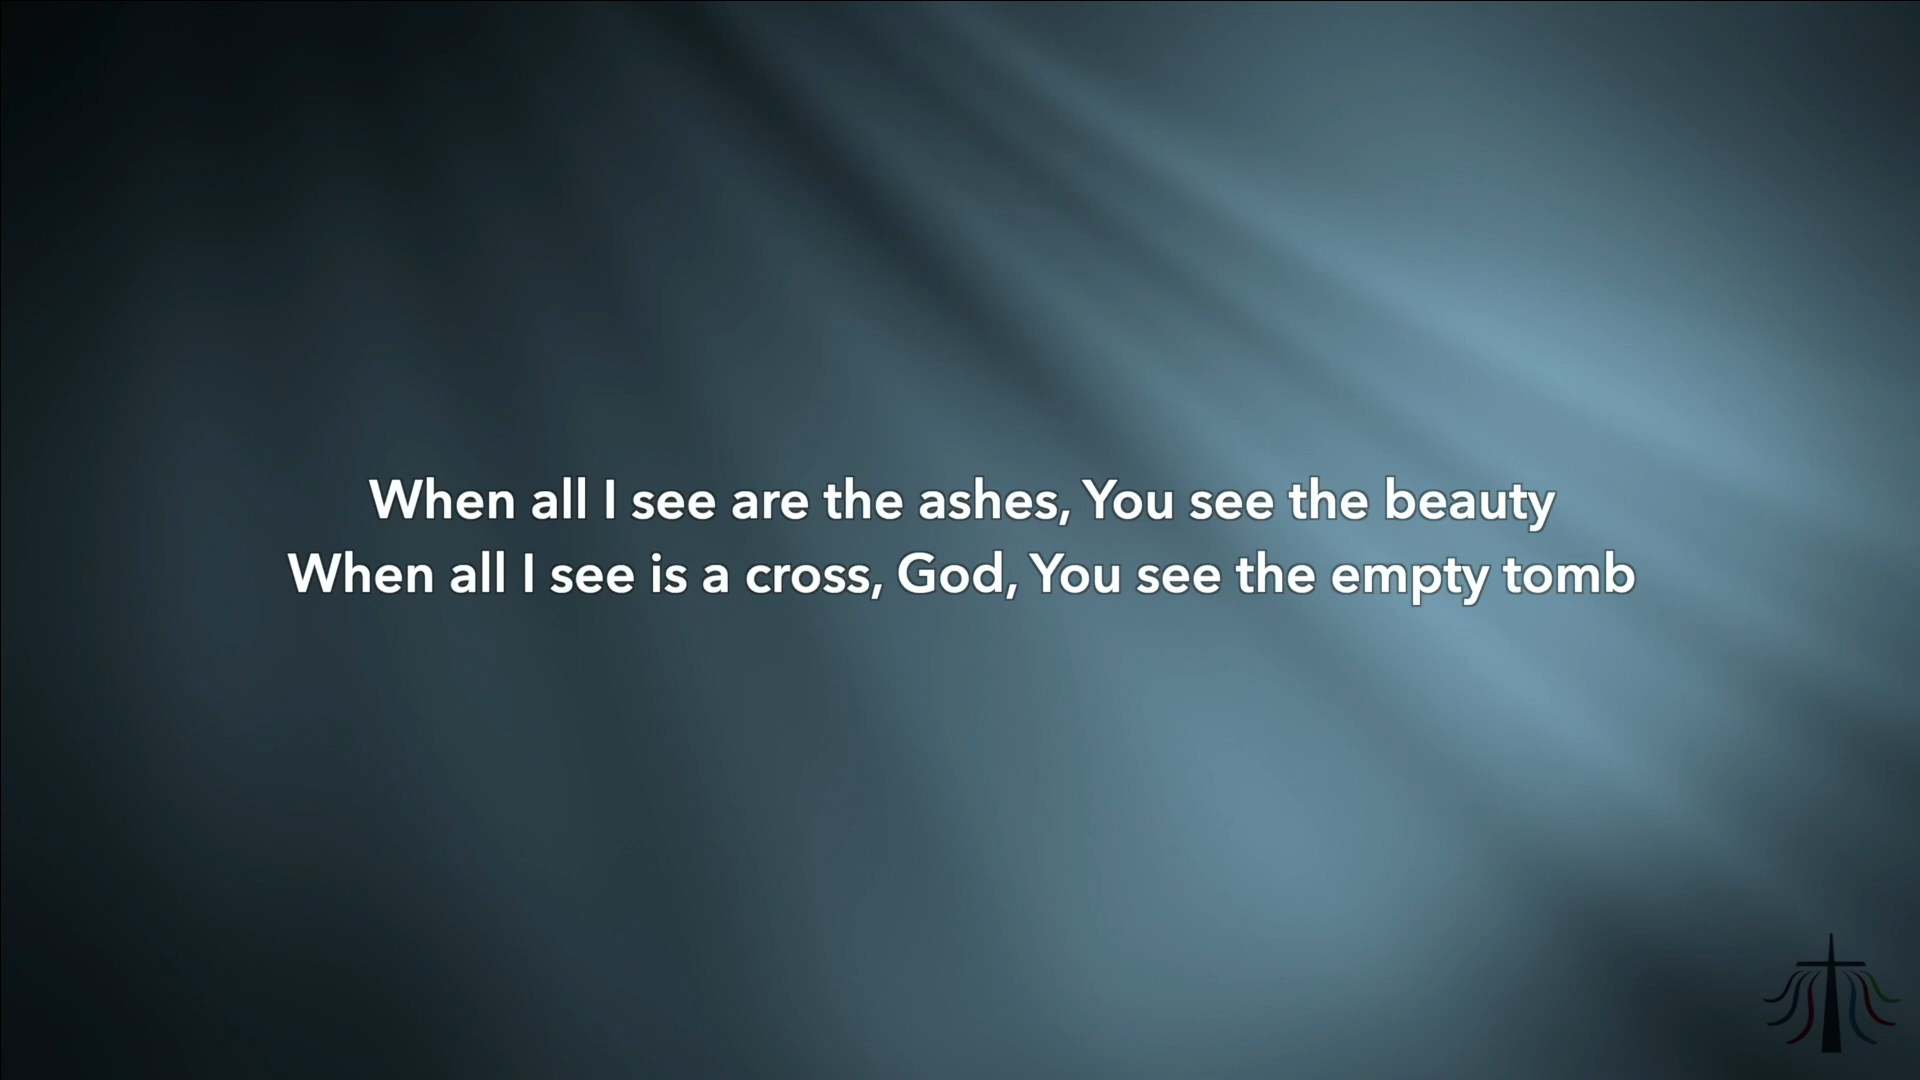 When all I see are the ashes, You see the beauty
When all I see is a cross, God, You see the empty tomb